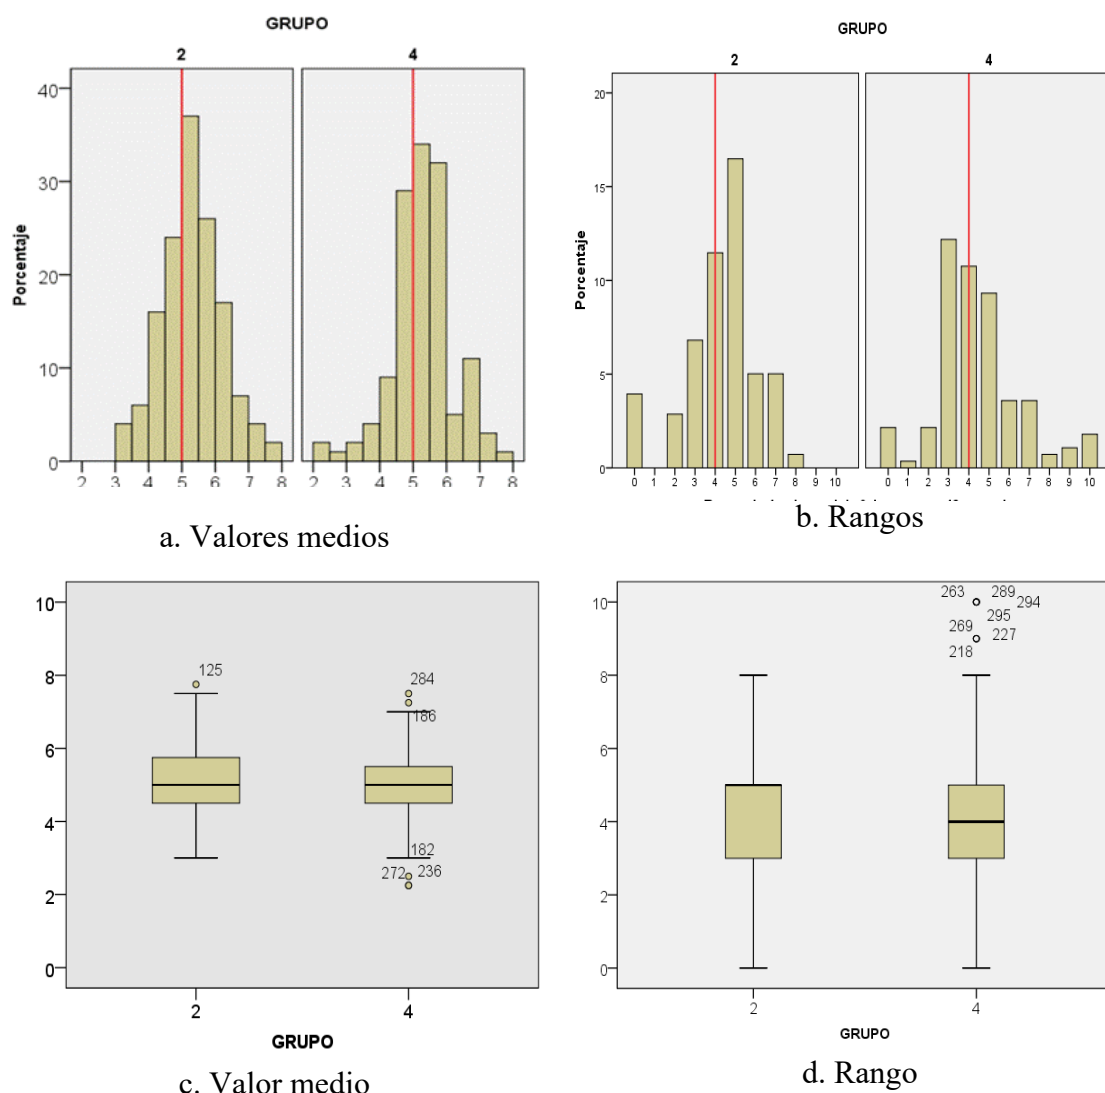 GRUPO
2 4
Porcentaje
40
30
20
10
0
2 3 4 5 6 7 8 2 3 4 5 6 7 8
a. Valores medios
GRUPO
2 4
Porcentaje
20
15
10
5
0
0 1 2 3 4 5 6 7 8 9 10 0 1 2 3 4 5 6 7 8 9 10
b. Rangos
10
8
6
4
2
0
125
284
186
182
272 236
2 4
GRUPO
c. Valor medio
10
8
6
4
2
0
263 289 294
295
269 227
218
2 4
GRUPO
d. Rango